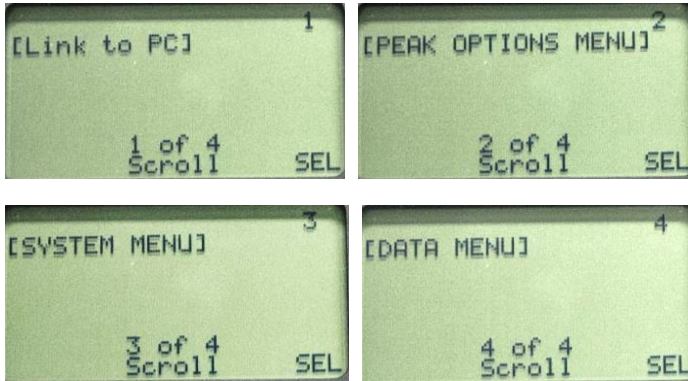 1
[Link to PC]
1 of 4
Scroll SEL
2
[PEAK OPTIONS MENU]
2 of 4
Scroll SEL
3
[SYSTEM MENU]
3 of 4
Scroll SEL
4
[DATA MENU]
4 of 4
Scroll SEL